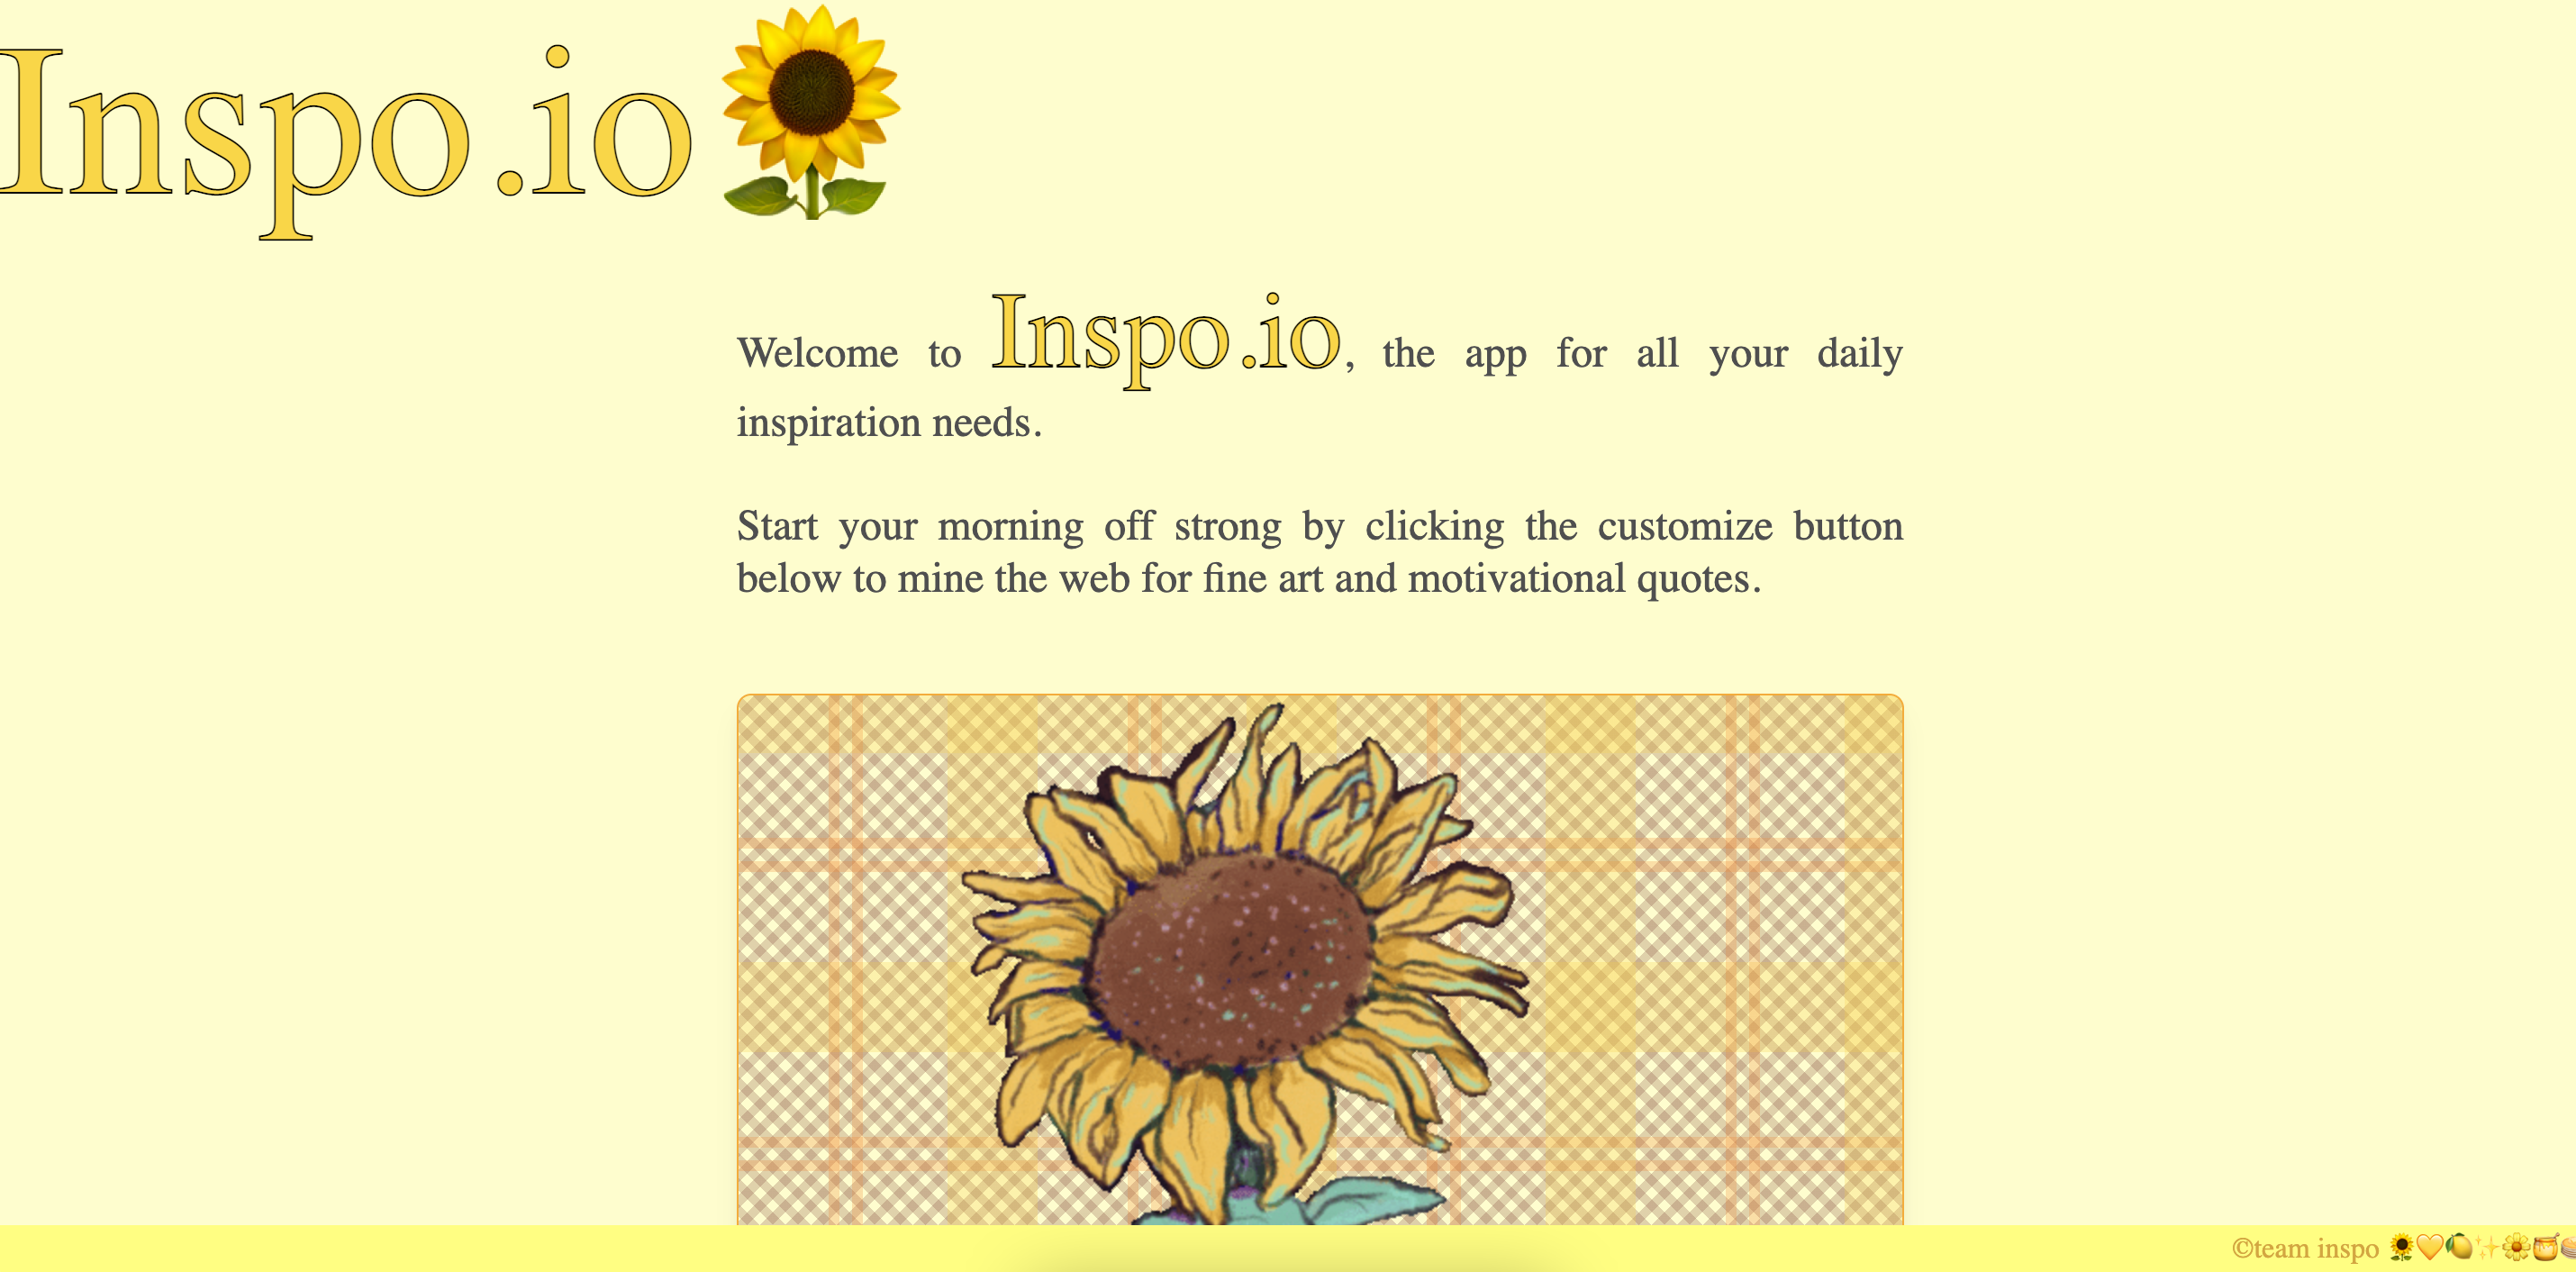 Inspo.io🌻
Welcome to Inspo.io, the app for all your daily
inspiration needs.
Start your morning off strong by clicking the customize button
below to mine the web for fine art and motivational quotes.
©team inspo 🌻💛🍋✨🌼🍯